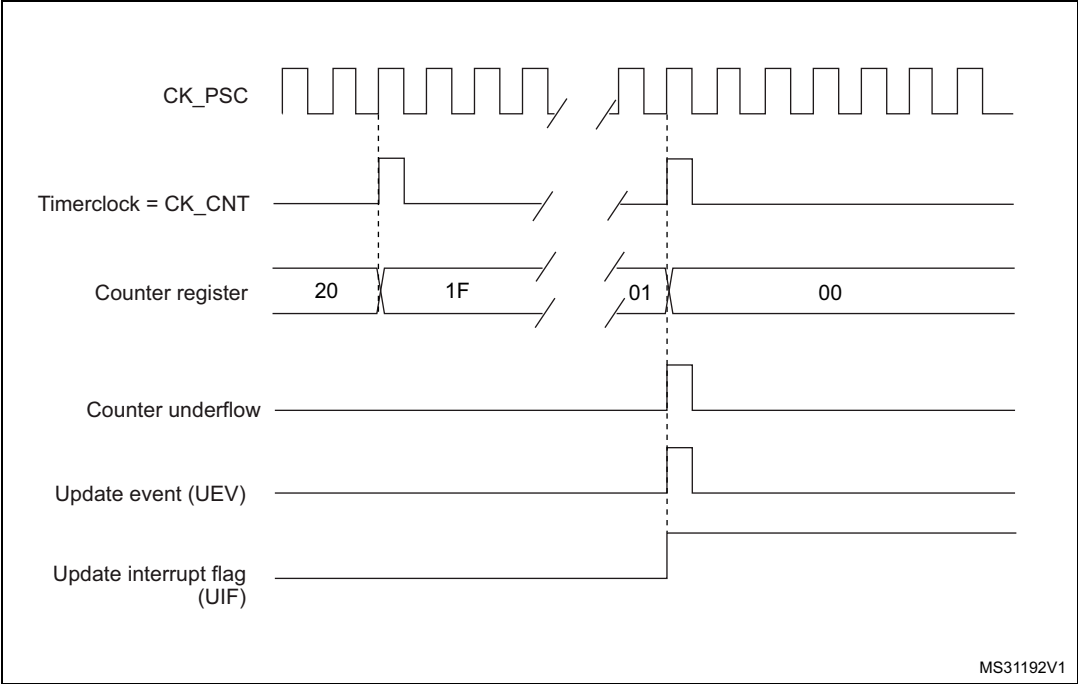 CK_PSC
Timerclock = CK_CNT
Counter register
20
1F
01
00
Counter underflow
Update event (UEV)
Update interrupt flag
(UIF)
MS31192V1